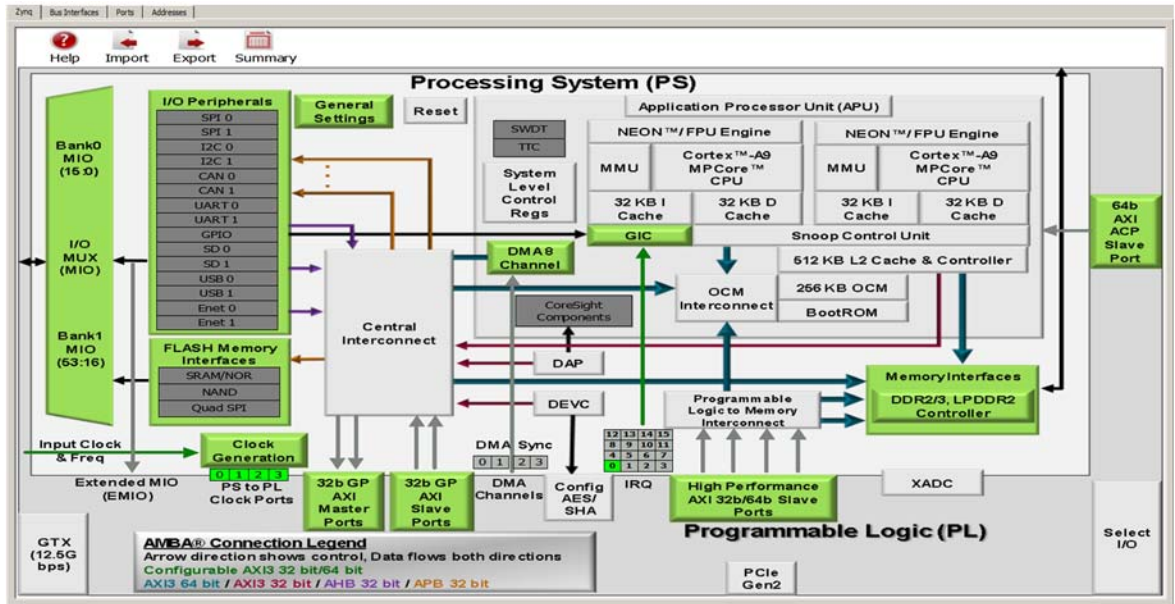 Zynq
Bus Interfaces
Ports
Addresses
Help
Import
Export
Summary
Processing System (PS)
Bank0
MIO
(15:0)
I/O
MUX
(MIO)
Bank1
MIO
(53:16)
I/O Peripherals
SPI 0
SPI 1
I2C 0
I2C 1
CAN 0
CAN 1
UART 0
UART 1
GPIO
SD 0
SD 1
USB 0
USB 1
Enet 0
Enet 1
FLASH Memory
Interfaces
SRAM/NOR
NAND
Quad SPI
General
Settings
Reset
Application Processor Unit (APU)
SWDT
TTC
System
Level
Control
Regs
NEON™/FPU Engine
MMU
Cortex™-A9
MPCore™
CPU
32 KB I
Cache
32 KB D
Cache
NEON™/FPU Engine
MMU
Cortex™-A9
MPCore™
CPU
32 KB I
Cache
32 KB D
Cache
GIC
Snoop Control Unit
512 KB L2 Cache & Controller
DMA 8
Channel
OCM
Interconnect
256 KB OCM
BootROM
CoreSight
Components
Central
Interconnect
DAP
DEVC
64b
AXI
ACP
Slave
Port
Memory Interfaces
DDR2/3, LPDDR2
Controller
Programmable
Logic to Memory
Interconnect
Input Clock
& Freq
Clock
Generation
0 1 2 3
PS to PL
Clock Ports
Extended MIO
(EMIO)
32b GP
AXI
Master
Ports
32b GP
AXI
Slave
Ports
DMA Sync
0 1 2 3
DMA
Channels
Config
AES/
SHA
12 13 14 15
8 9 10 11
4 5 6 7
0 1 2 3
IRQ
High Performance
AXI 32b/64b Slave
Ports
XADC
Programmable Logic (PL)
GTX
(12.5G
bps)
AMBA® Connection Legend
Arrow direction shows control, Data flows both directions
Configurable AXI3 32 bit/64 bit
AXI3 64 bit / AXI3 32 bit / AHB 32 bit / APB 32 bit
PCIe
Gen2
Select
I/O